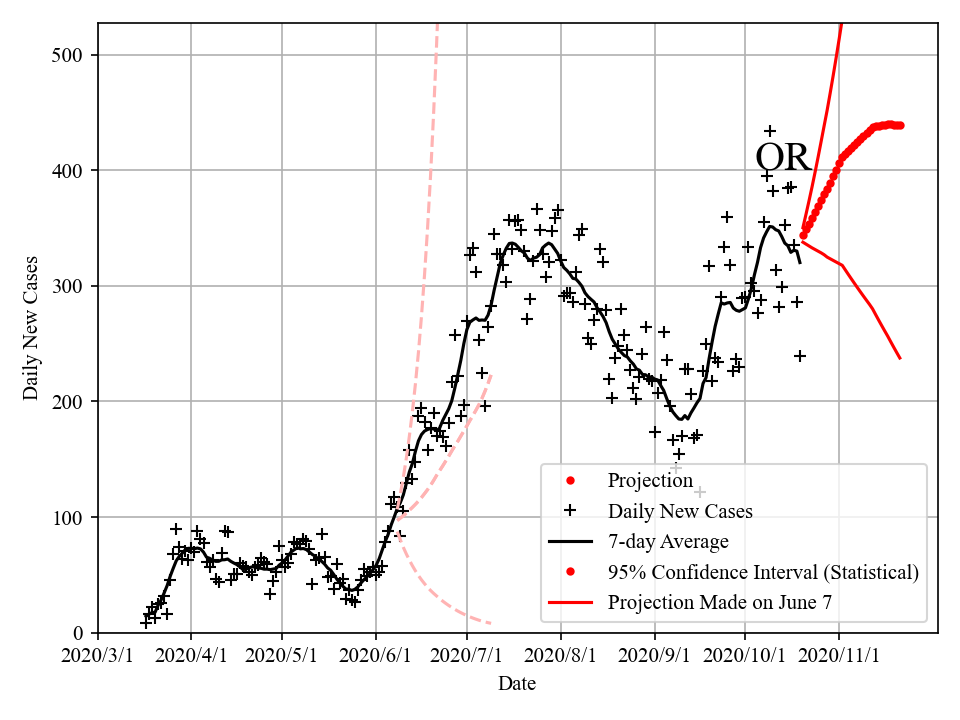 500
400
300
200
100
0
Daily New Cases
OR
Projection
Daily New Cases
7-day Average
95% Confidence Interval (Statistical)
Projection Made on June 7
2020/3/1 2020/4/1 2020/5/1 2020/6/1 2020/7/1 2020/8/1 2020/9/1 2020/10/1 2020/11/1
Date